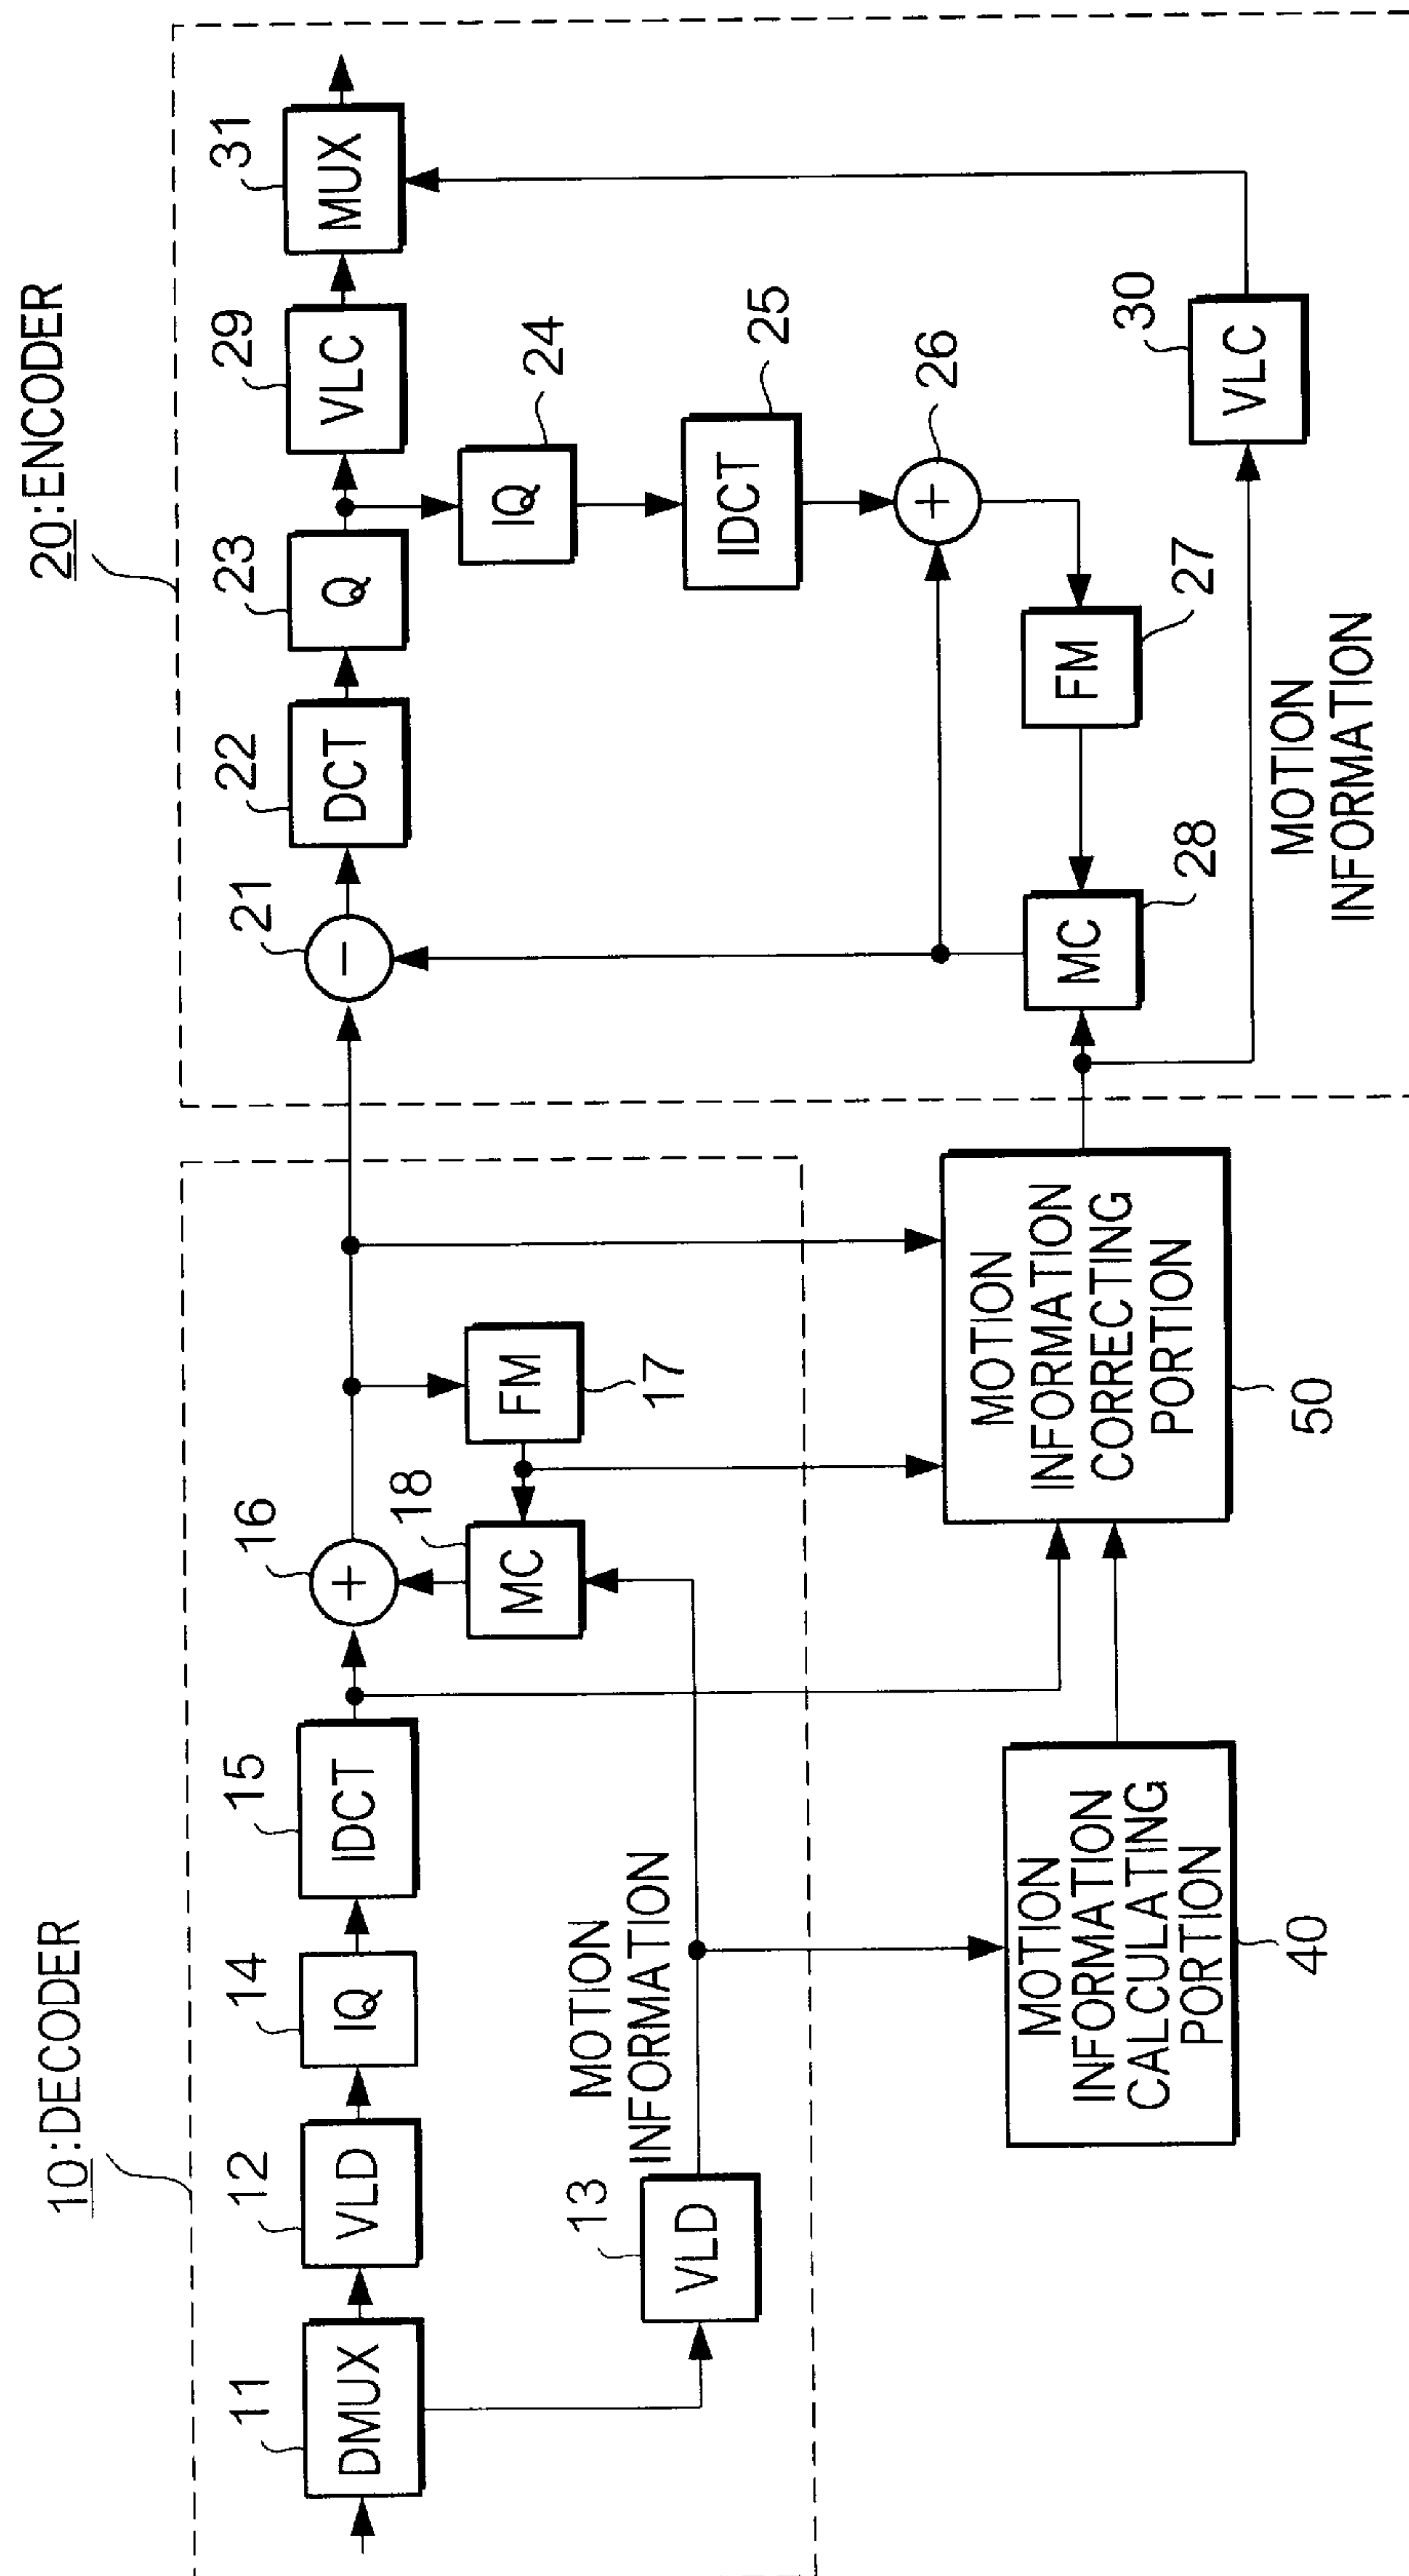 10:DECODER
20:ENCODER
11
DMUX
12
VLD
14
IQ
15
IDCT
16
+
18
MC
FM
17
13
VLD
MOTION
INFORMATION
MOTION
INFORMATION
CALCULATING
PORTION
40
MOTION
INFORMATION
CORRECTING
PORTION
50
21
−
22
DCT
23
Q
29
VLC
31
MUX
IQ
24
IDCT
25
+
26
FM
27
MC
28
30
VLC
MOTION
INFORMATION